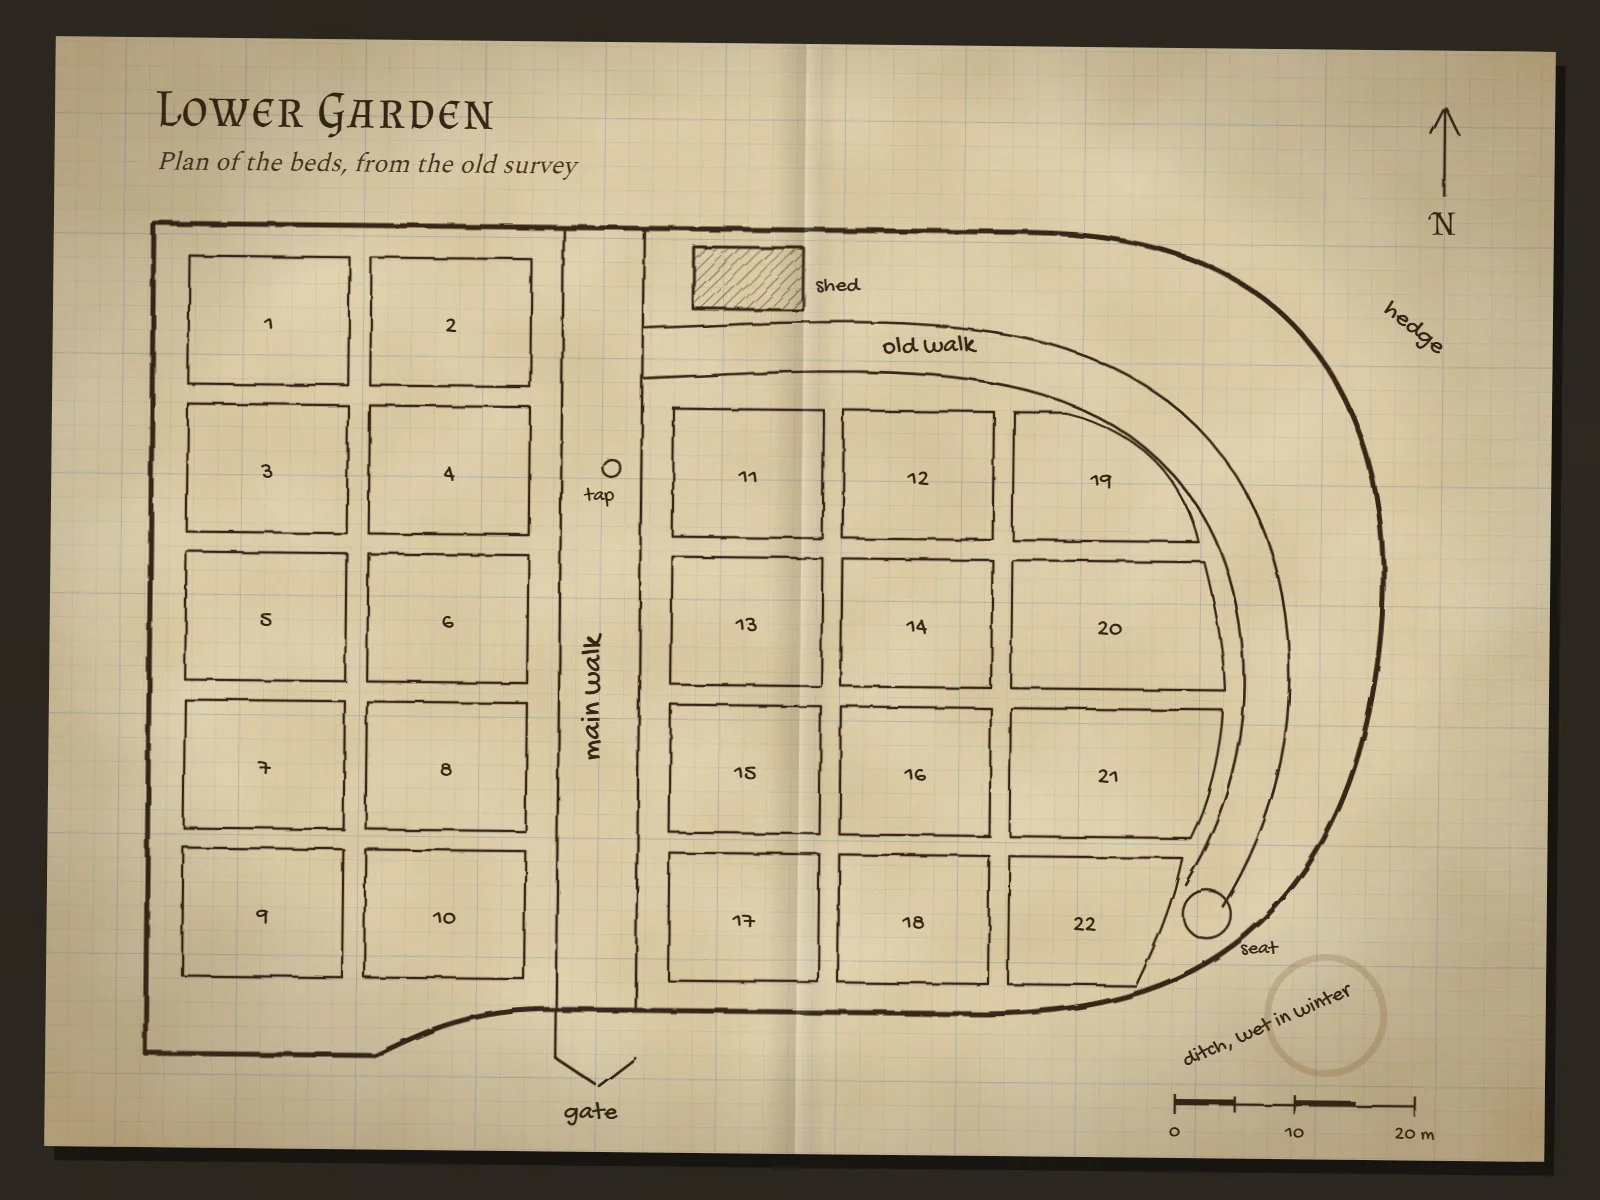 Lower Garden
Plan of the beds, from the old survey
N
hedge
shed
old walk
1
2
3
4
tap
11
12
19
5
6
main walk
13
14
20
7
8
15
16
21
9
10
17
18
22
seat
ditch, wet in winter
gate
0 10 20 m